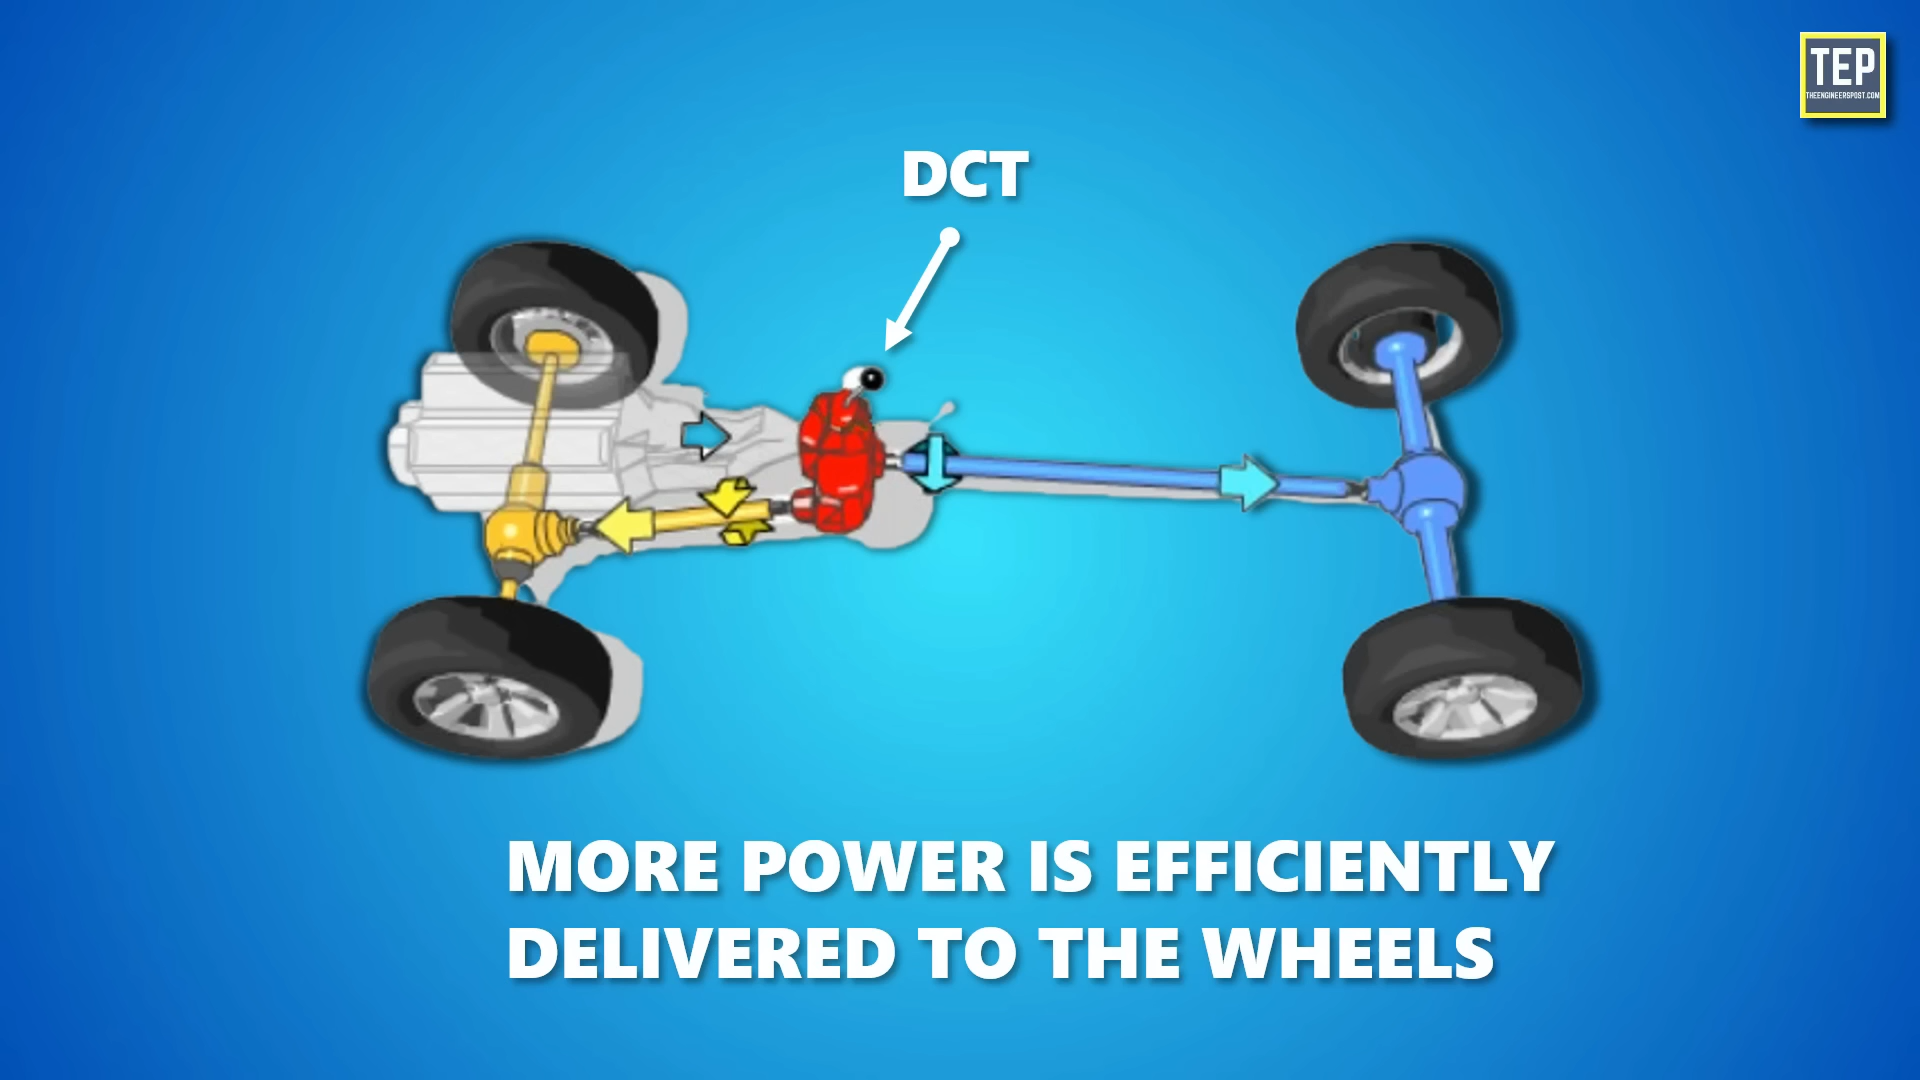 TEP
THEENGINEERSPOST.COM
DCT
MORE POWER IS EFFICIENTLY
DELIVERED TO THE WHEELS